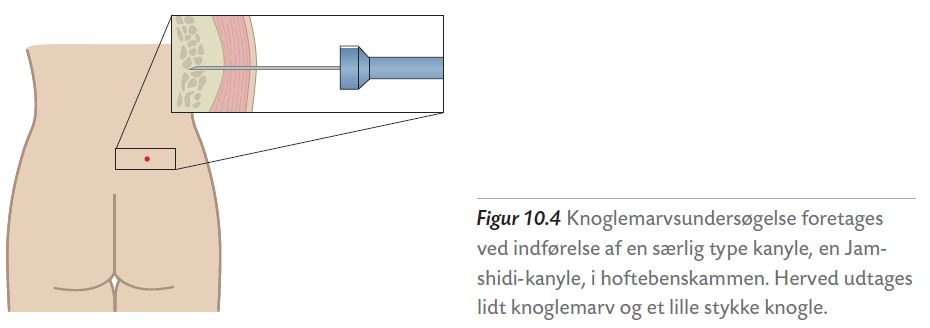 Figur 10.4 Knoglemarvsundersøgelse foretages
ved indførelse af en særlig type kanyle, en Jam-
shidi-kanyle, i hoftebenskammen. Herved udtages
lidt knoglemarv og et lille stykke knogle.